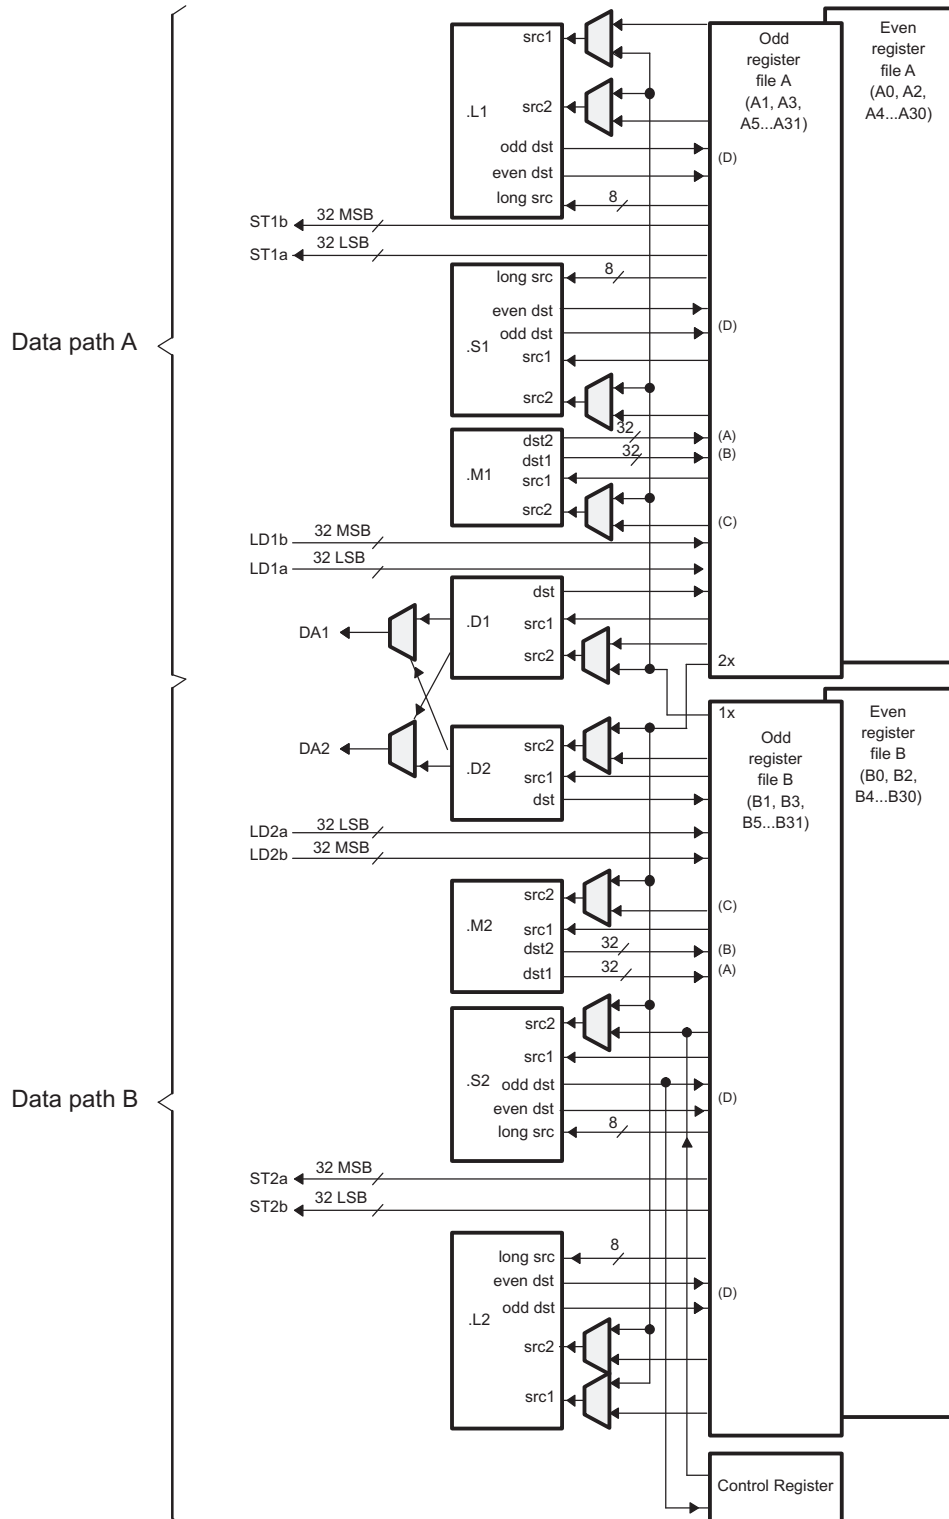 Even
register
file A
(A0, A2,
A4...A30)
Odd
register
file A
(A1, A3,
A5...A31)
src1
.L1
src2
odd dst
(D)
even dst
long src
8
ST1b
32 MSB
ST1a
32 LSB
long src
8
even dst
(D)
odd dst
.S1
src1
src2
Data path A
32
dst2
(A)
32
dst1
(B)
.M1
src1
src2
(C)
LD1b
32 MSB
LD1a
32 LSB
dst
.D1
src1
DA1
src2
2x
1x
Even
register
file B
(B0, B2,
B4...B30)
Odd
register
file B
(B1, B3,
B5...B31)
DA2
src2
.D2
src1
dst
LD2a
32 LSB
LD2b
32 MSB
src2
(C)
.M2
src1
dst2
32
(B)
dst1
32
(A)
src2
src1
.S2
odd dst
(D)
even dst
long src
8
Data path B
ST2a
32 MSB
ST2b
32 LSB
long src
8
even dst
(D)
odd dst
.L2
src2
src1
Control Register